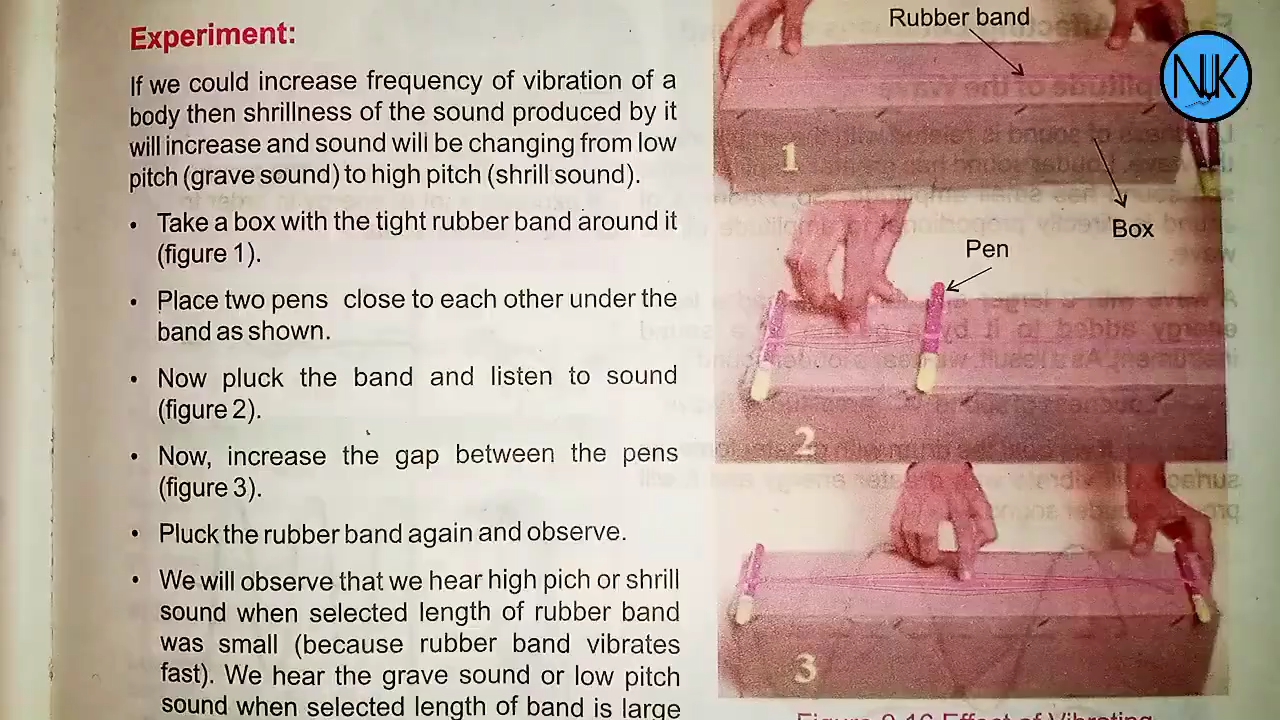 Experiment:
If we could increase frequency of vibration of a
body then shrillness of the sound produced by it
will increase and sound will be changing from low
pitch (grave sound) to high pitch (shrill sound).
• Take a box with the tight rubber band around it
(figure 1).
• Place two pens close to each other under the
band as shown.
• Now pluck the band and listen to sound
(figure 2).
• Now, increase the gap between the pens
(figure 3).
• Pluck the rubber band again and observe.
• We will observe that we hear high pich or shrill
sound when selected length of rubber band
was small (because rubber band vibrates
fast). We hear the grave sound or low pitch
sound when selected length of band is large
Rubber band
NJK
1
Box
Pen
2
3
Effect of Vibrating